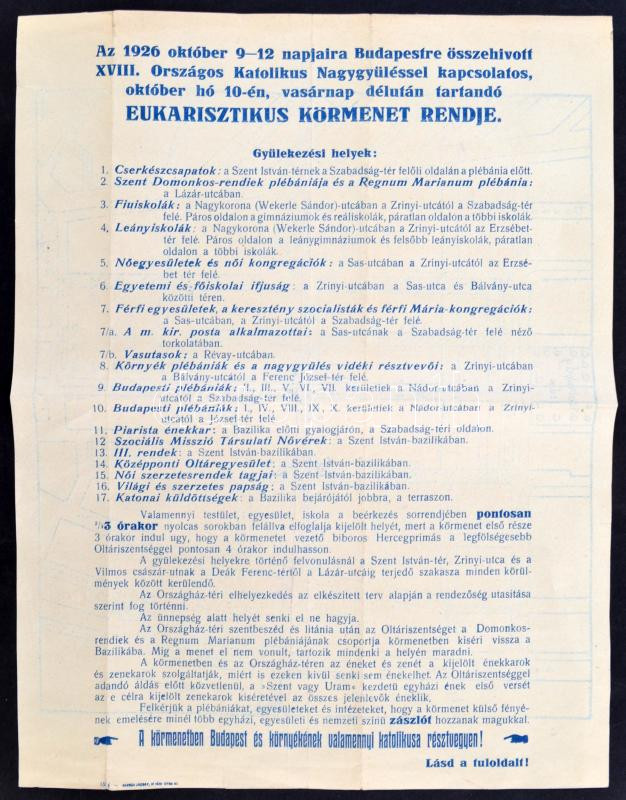 Az 1926 október 9—12 napjaira Budapestre összehivott
XVIII. Országos Katolikus Nagygyüléssel kapcsolatos,
október hó 10-én, vasárnap délután tartandó
EUKARISZTIKUS KÖRMENET RENDJE.
Gyülekezési helyek:
1. Cserkészcsapatok: a Szent István-térnek a Szabadság-tér felőli oldalán a plébánia előtt.
2. Szent Domonkos-rendiek plébániája és a Regnum Marianum plébánia:
a Lázár-utcában.
3. Fiuiskolák: a Nagykorona (Wekerle Sándor)-utcában a Zrinyi-utcától a Szabadság-tér
felé. Páros oldalon a gimnáziumok és reáliskolák, páratlan oldalon a többi iskolák.
4. Leányiskolák: a Nagykorona (Wekerle Sándor)-utcában a Zrinyi-utcától az Erzsébet-
tér felé. Páros oldalon a leánygimnáziumok és felsőbb leányiskolák, páratlan
oldalon a többi iskolák.
5. Nőegyesületek és női kongregációk: a Sas-utcában a Zrinyi-utcától az Erzsé-
bet tér felé.
6. Egyetemi és főiskolai ifjuság: a Zrinyi-utcában a Sas-utca és Bálvány-utca
közötti téren.
7. Férfi egyesületek, a keresztény szocialisták és férfi Mária-kongregációk:
a Sas-utcában, a Zrinyi-utcától a Szabadság-tér felé.
7/a. A m. kir. posta alkalmazottai: a Sas-utcának a Szabadság-tér felé néző
torkolatában.
7/b. Vasutasok: a Révay-utcában.
8. Környék plébániák és a nagygyülés vidéki résztvevői: a Zrinyi-utcában
a Bálvány-utcától a Ferenc József-tér felé.
9. Budapesti plébániák: II., III., V., VI., VII. kerületiek a Nádor-utcában a Zrinyi-
utcától a Szabadság-tér felé.
10. Budapesti plébániák: I., IV., VIII., IX., X. kerületiek a Nádor-utcában a Zrinyi-
utcától a József-tér felé
11. Piarista énekkar: a Bazilika előtti gyalogjárón, a Szabadság-téri oldalon.
12 Szociális Misszió Társulati Nővérek: a Szent István-bazilikában.
13. III. rendek: a Szent István-bazilikában.
14. Középponti Oltáregyesület: a Szent István-bazilikában.
15. Női szerzetesrendek tagjai: a Szent István-bazilikában.
16. Világi és szerzetes papság: a Szent István-bazilikában.
17. Katonai küldöttségek: a Bazilika bejárójától jobbra, a terraszon.
Valamennyi testület, egyesület, iskola a beérkezés sorrendjében pontosan
3 órakor nyolcas sorokban felállva elfoglalja kijelölt helyét, mert a körmenet első része
3 órakor indul ugy, hogy a körmenetet vezető biboros Hercegprimás a legfölségesebb
Oltáriszentséggel pontosan 4 órakor indulhasson.
A gyülekezési helyekre történő felvonulásnál a Szent István-tér, Zrinyi-utca és a
Vilmos császár-utnak a Deák Ferenc-tértől a Lázár-utcáig terjedő szakasza minden körül-
mények között kerülendő.
Az Országház-téri elhelyezkedés az elkészitett terv alapján a rendezőség utasitása
szerint fog történni.
Az ünnepség alatt helyét senki el ne hagyja.
Az Országház-téri szentbeszéd és litánia után az Oltáriszentséget a Domonkos-
rendiek és a Regnum Marianum plébániájának csoportja körmenetben kiséri vissza a
Bazilikába. Mig a menet el nem vonult, tartozik mindenki a helyén maradni.
A körmenetben és az Országház-téren az éneket és zenét a kijelölt énekkarok
és zenekarok szolgáltatják, miért is ezeken kivül senki sem énekelhet. Az Oltáriszentséggel
adandó áldás előtt közvetlenül, a »Szent vagy Uram« kezdetü egyházi ének első versét
az e célra kijelölt zenekarok kiséretével az összes jelenlevők éneklik.
Felkérjük a plébániákat, egyesületeket és intézeteket, hogy a körmenet külső fényé-
nek emelésére minél több egyházi, egyesületi és nemzeti szinü zászlót hozzanak magukkal.
A körmenetben Budapest és környékének valamennyi katolikusa résztvegyen!
Lásd a tuloldalt!